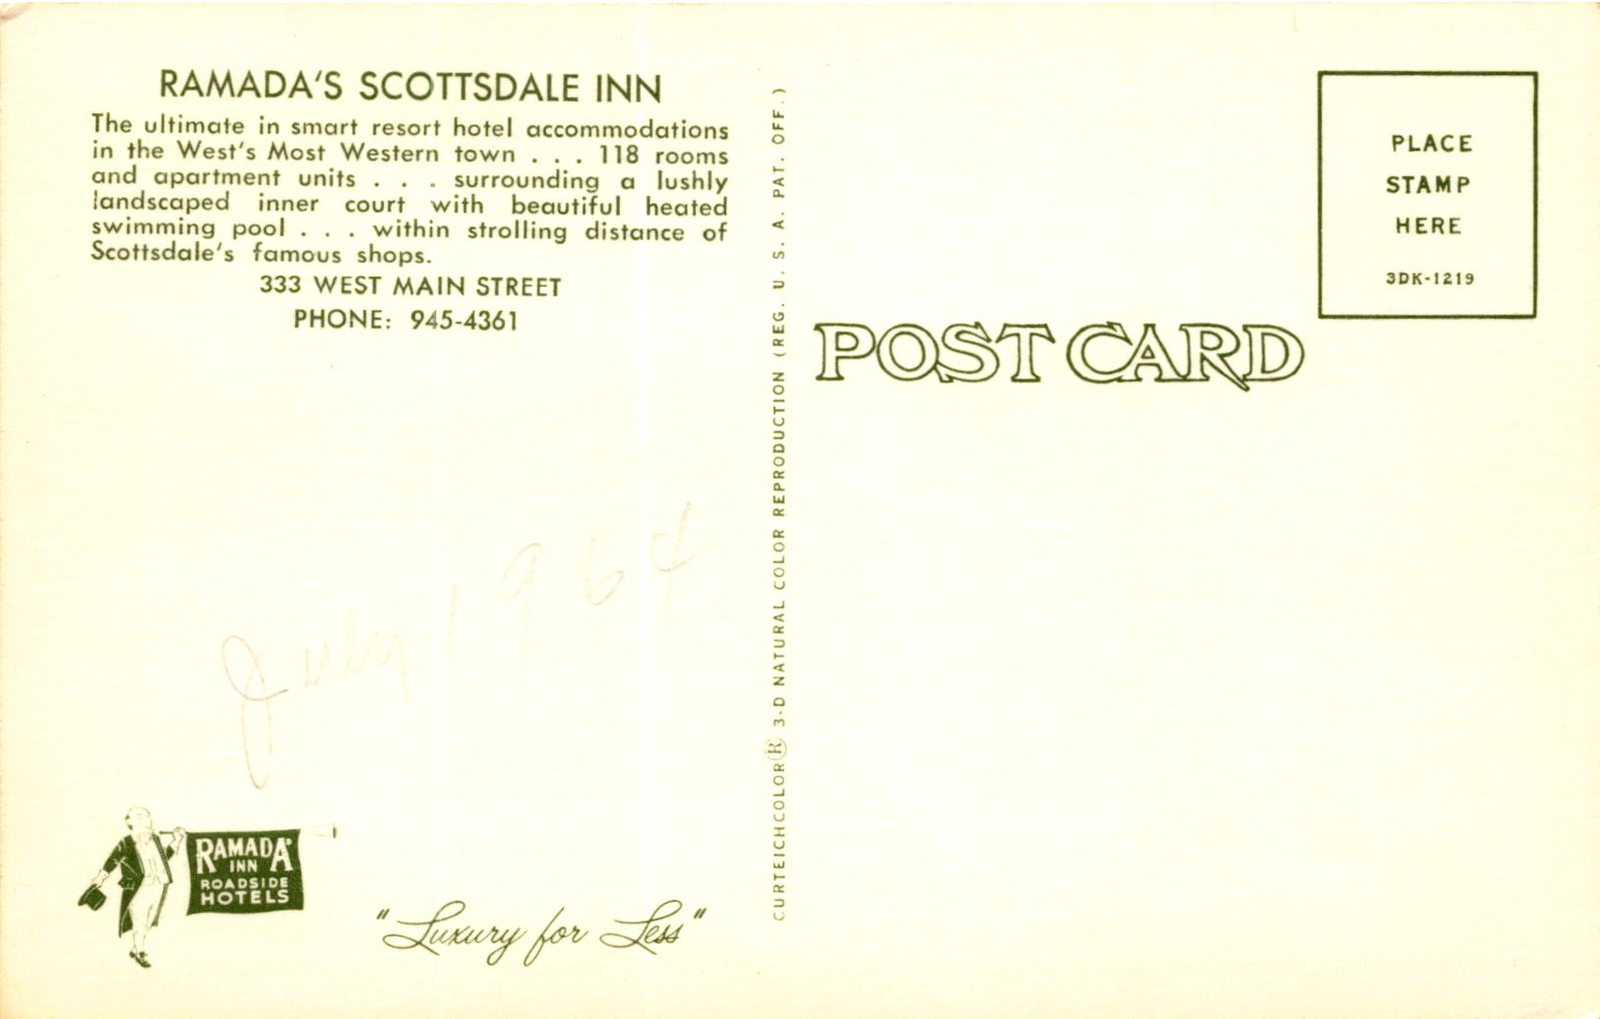 RAMADA'S SCOTTSDALE INN
The ultimate in smart resort hotel accommodations
in the West's Most Western town . . . 118 rooms
and apartment units . . . surrounding a lushly
landscaped inner court with beautiful heated
swimming pool . . . within strolling distance of
Scottsdale's famous shops.
333 WEST MAIN STREET
PHONE: 945-4361
July 1964
RAMADA
INN
ROADSIDE
HOTELS
"Luxury for Less"
CURTEICHCOLOR® 3-D NATURAL COLOR REPRODUCTION (REG. U. S. A. PAT. OFF.)
POST CARD
PLACE
STAMP
HERE
3DK-1219